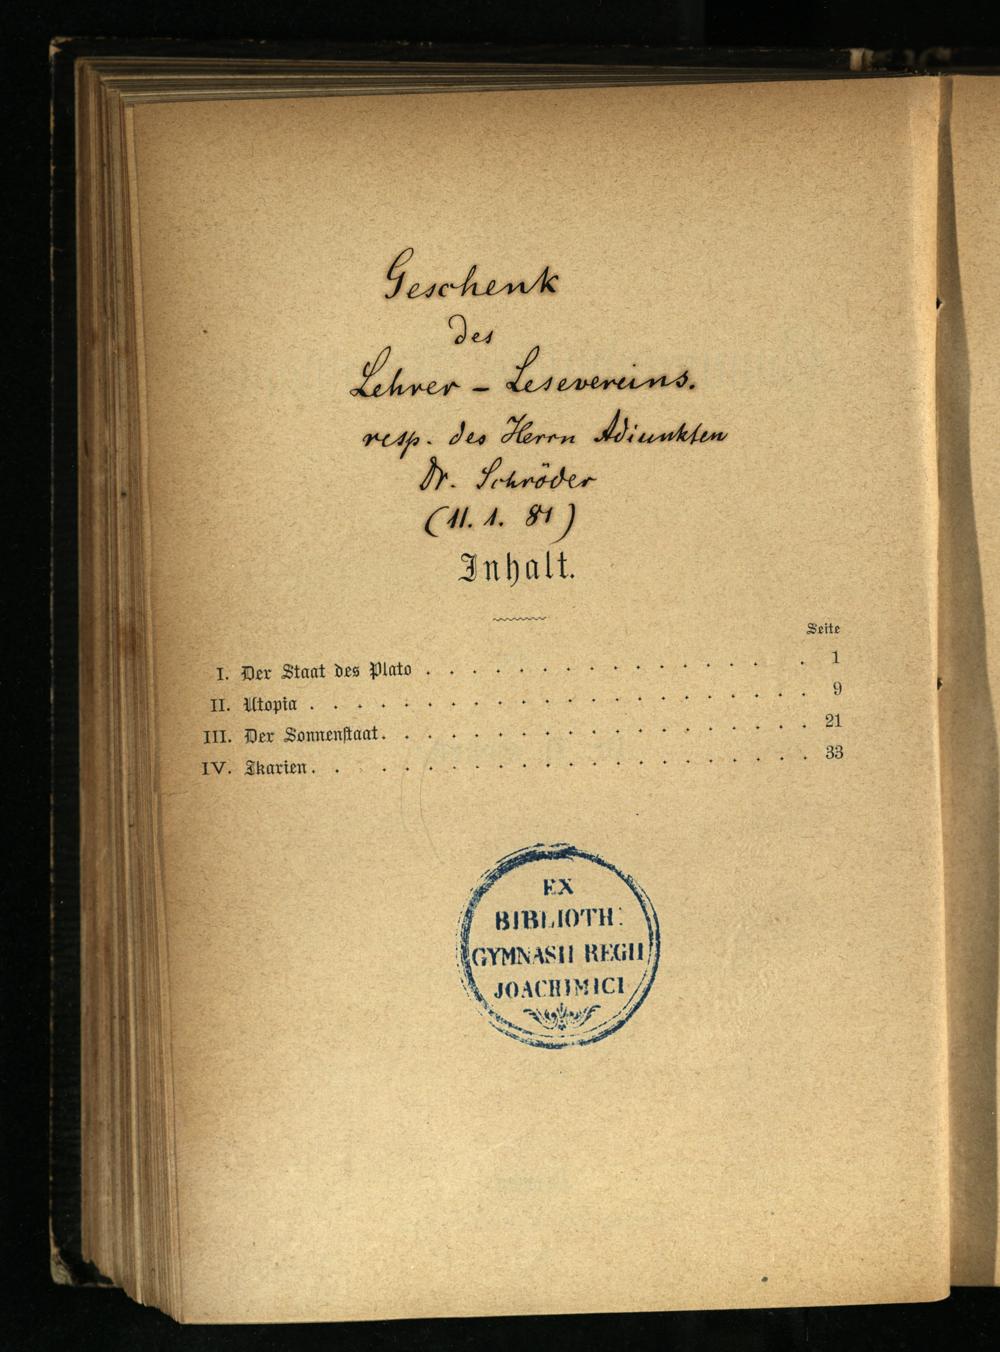 Geschenk
des
Lehrer - Lesevereins.
resp. des Herrn Adiunkten
Dr. Schröder
(11. 1. 81)
Inhalt.
Seite
I. Der Staat des Plato . . . . . . . . . . . . . . . . 1
II. Utopia . . . . . . . . . . . . . . . . . . . . 9
III. Der Sonnenstaat. . . . . . . . . . . . . . . . . 21
IV. Ikarien. . . . . . . . . . . . . . . . . . . . 33
EX
BIBLIOTH:
GYMNASII REGII
JOACHIMICI